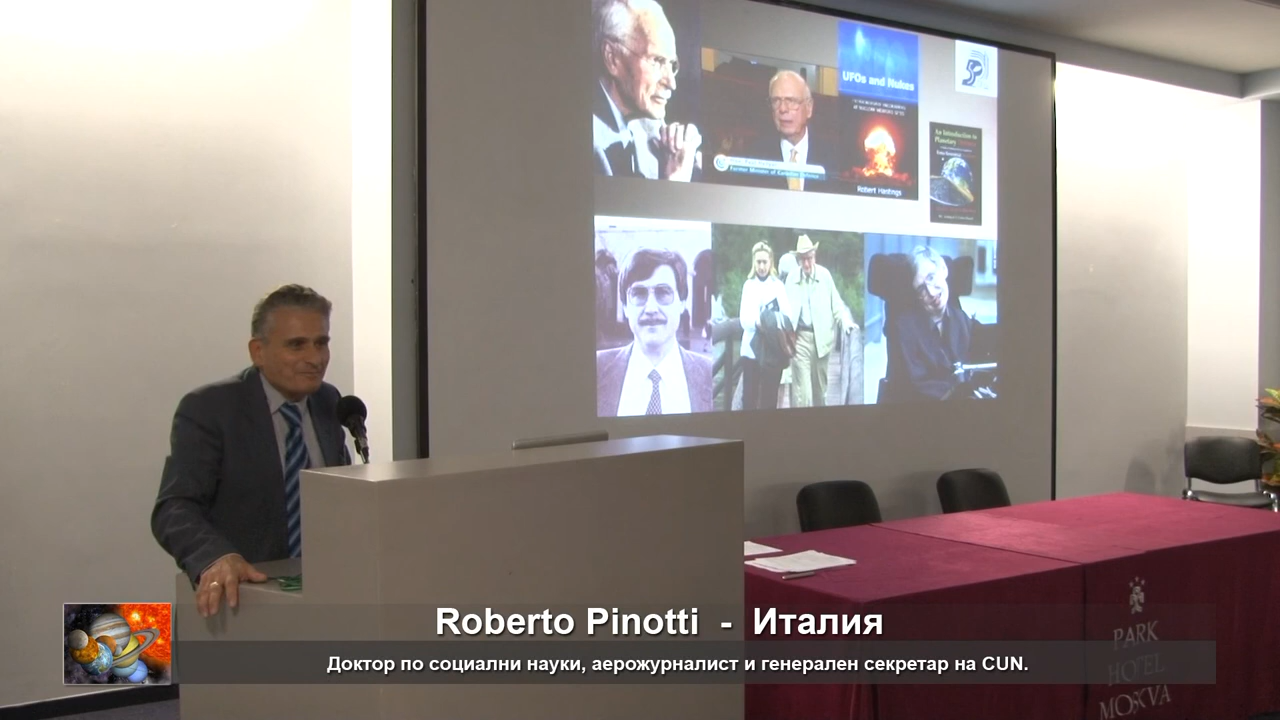 UFOs and Nukes
Robert Hastings
An Introduction to
Planetary
Former Minister of Canadian Defence
Roberto Pinotti - Италия
Доктор по социални науки, аерожурналист и генерален секретар на CUN.
PARK
HOTEL
MOSKVA